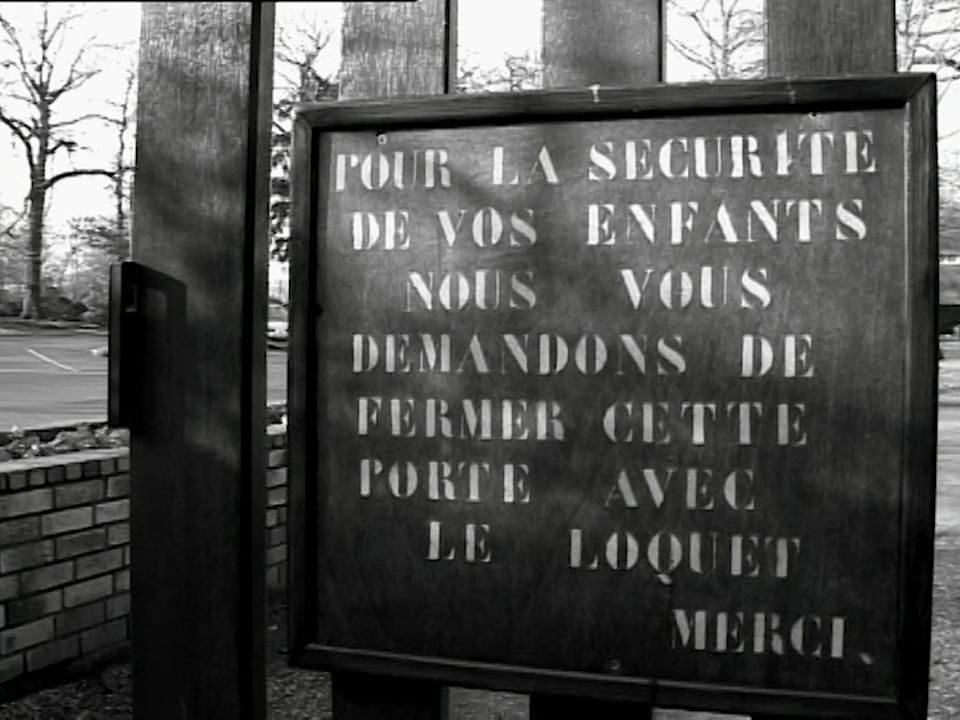 POUR LA SECURITE
DE VOS ENFANTS
NOUS VOUS
DEMANDONS DE
FERMER CETTE
PORTE AVEC
LE LOQUET
MERCI.